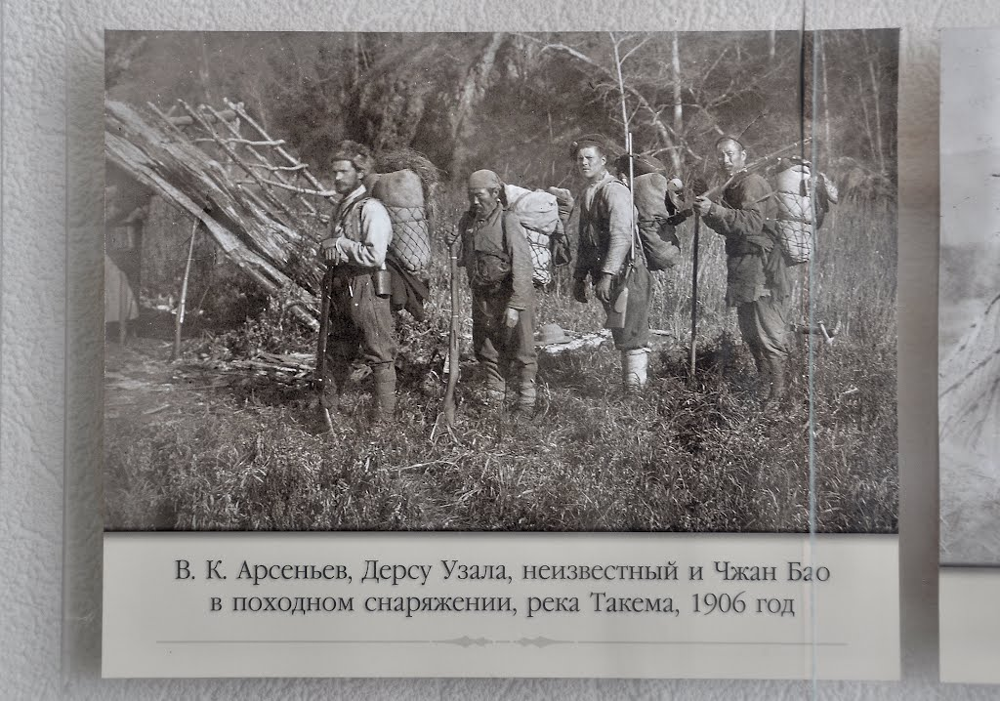 В. К. Арсеньев, Дерсу Узала, неизвестный и Чжан Бао
в походном снаряжении, река Такема, 1906 год